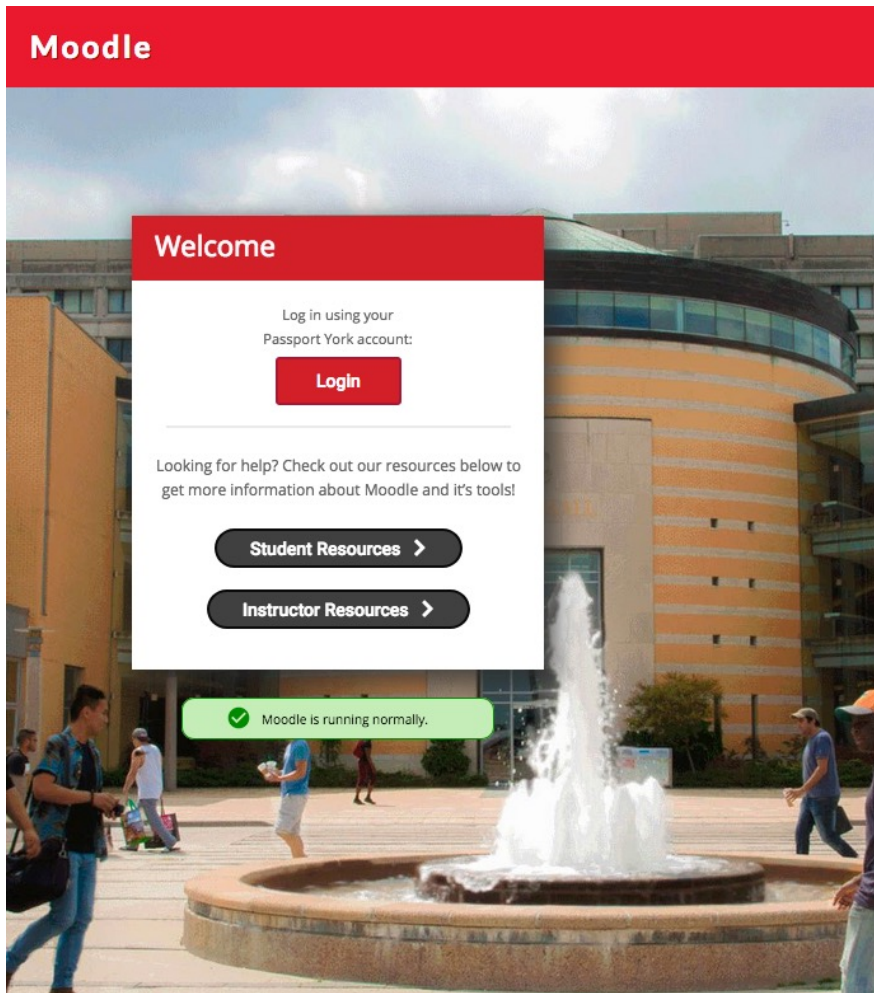 Moodle
Welcome
Log in using your
Passport York account:
Login
Looking for help? Check out our resources below to
get more information about Moodle and it's tools!
Student Resources
Instructor Resources
Moodle is running normally.